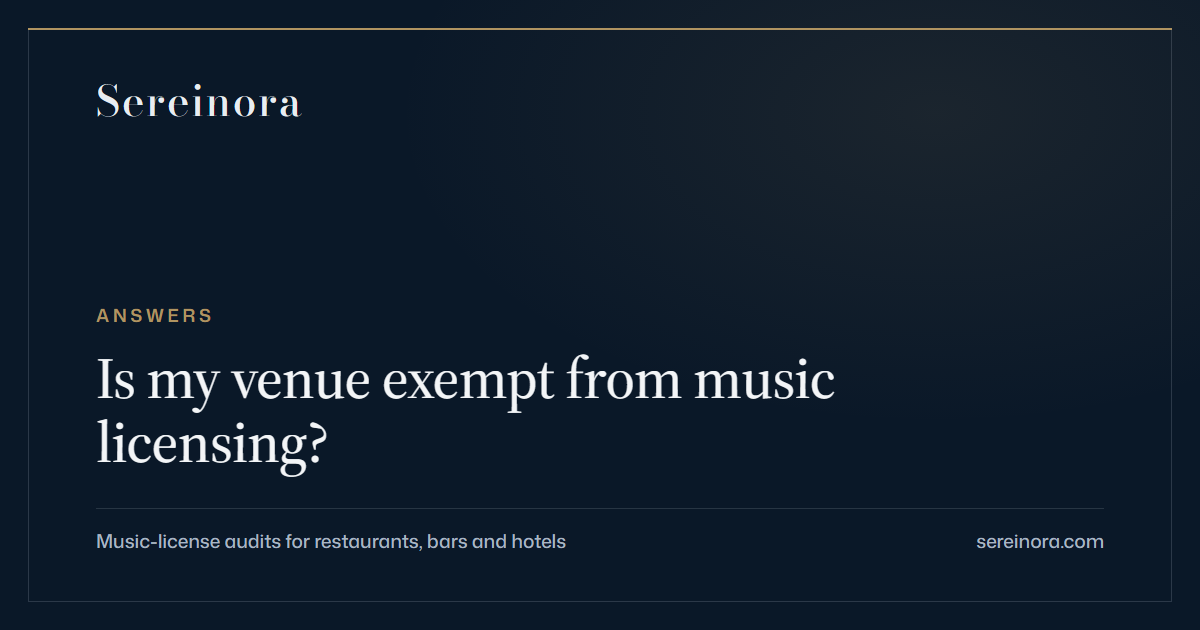 Sereinora
ANSWERS
Is my venue exempt from music
licensing?
Music-license audits for restaurants, bars and hotels
sereinora.com